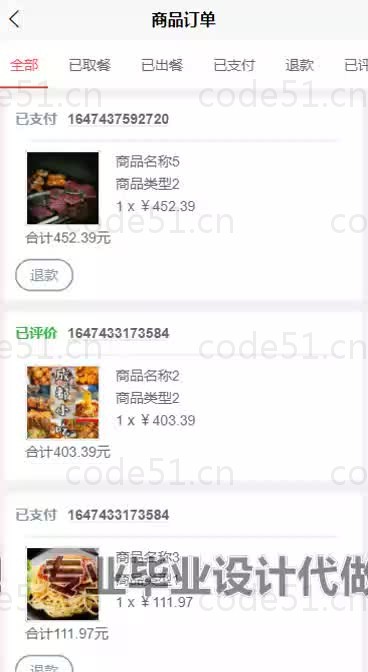 商品订单
全部 已取餐 已出餐 已支付 退款 已评
code51.cn
已支付 1647437592720
商品名称5
商品类型2
1 x ￥452.39
code51.cn
合计452.39元
退款
已评价 1647433173584
code51.cn
商品名称2
商品类型2
1 x ￥403.39
合计403.39元
code51.cn
已支付 1647433173584
商品名称3
专业毕业设计代做
1 x ￥111.97
合计111.97元
退款